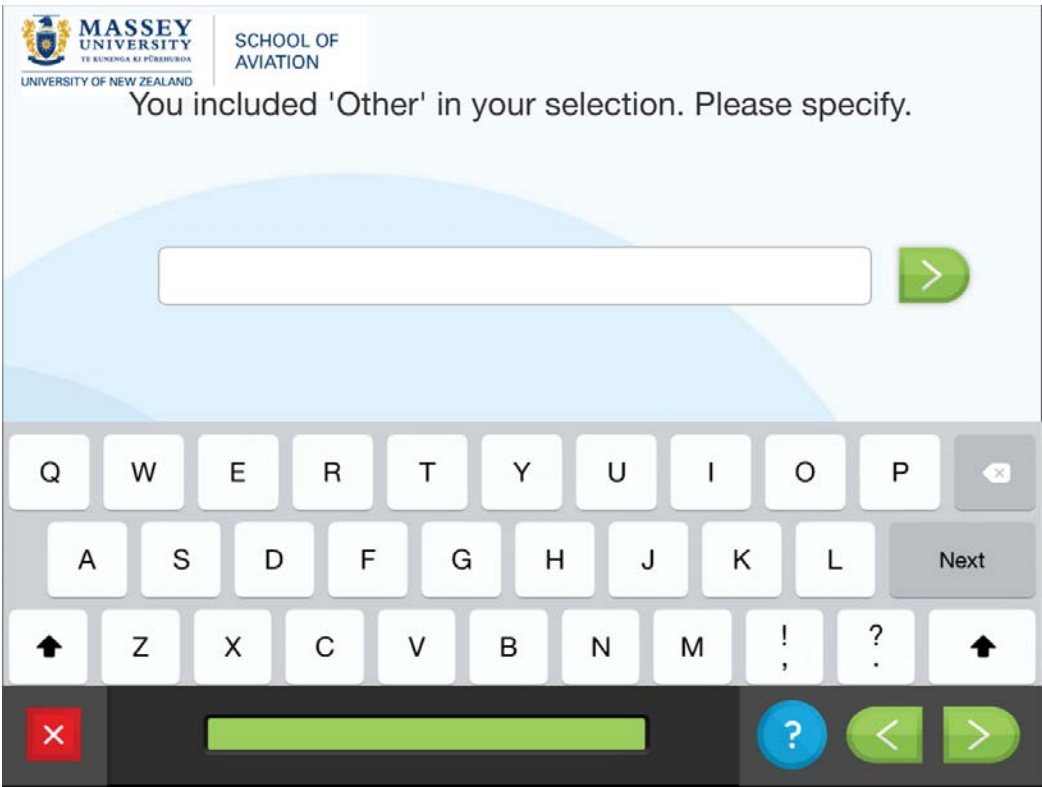 MASSEY
UNIVERSITY
TE KUNENGA KI PŪREHUROA
UNIVERSITY OF NEW ZEALAND
SCHOOL OF
AVIATION
You included 'Other' in your selection. Please specify.
>
Q W E R T Y U I O P
A S D F G H J K L Next
Z X C V B N M ! , ? .
? < >